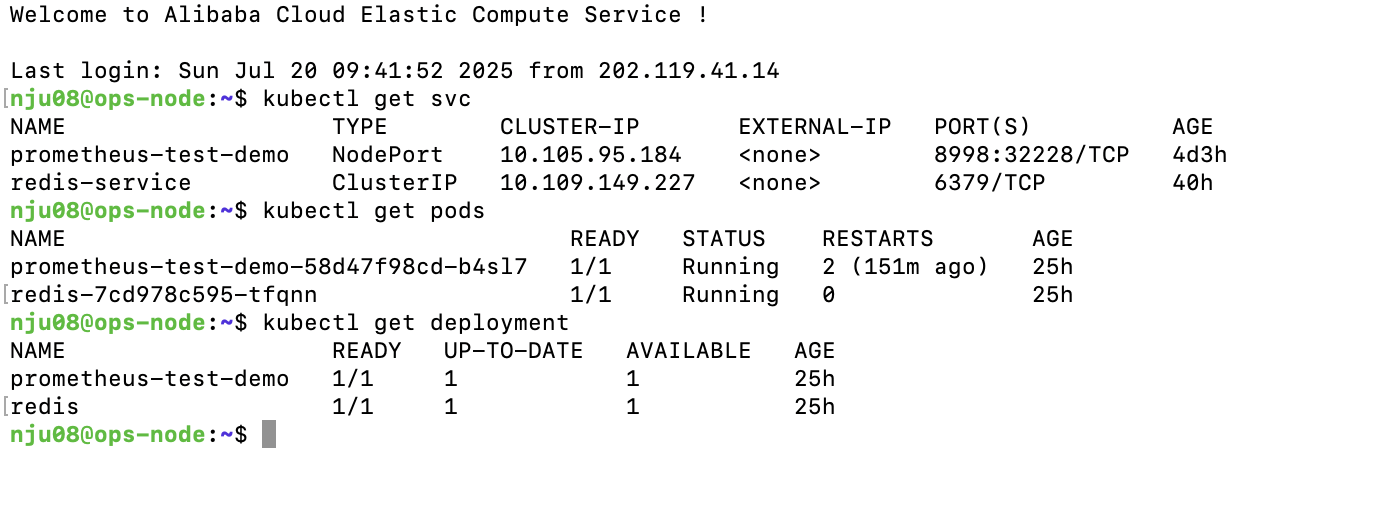 Welcome to Alibaba Cloud Elastic Compute Service !
Last login: Sun Jul 20 09:41:52 2025 from 202.119.41.14
[nju08@ops-node:~$ kubectl get svc
NAME                   TYPE        CLUSTER-IP       EXTERNAL-IP   PORT(S)          AGE
prometheus-test-demo   NodePort    10.105.95.184    <none>        8998:32228/TCP   4d3h
redis-service          ClusterIP   10.109.149.227   <none>        6379/TCP         40h
nju08@ops-node:~$ kubectl get pods
NAME                                    READY   STATUS    RESTARTS       AGE
prometheus-test-demo-58d47f98cd-b4sl7   1/1     Running   2 (151m ago)   25h
[redis-7cd978c595-tfqnn                  1/1     Running   0              25h
nju08@ops-node:~$ kubectl get deployment
NAME                   READY   UP-TO-DATE   AVAILABLE   AGE
prometheus-test-demo   1/1     1            1           25h
[redis                  1/1     1            1           25h
nju08@ops-node:~$